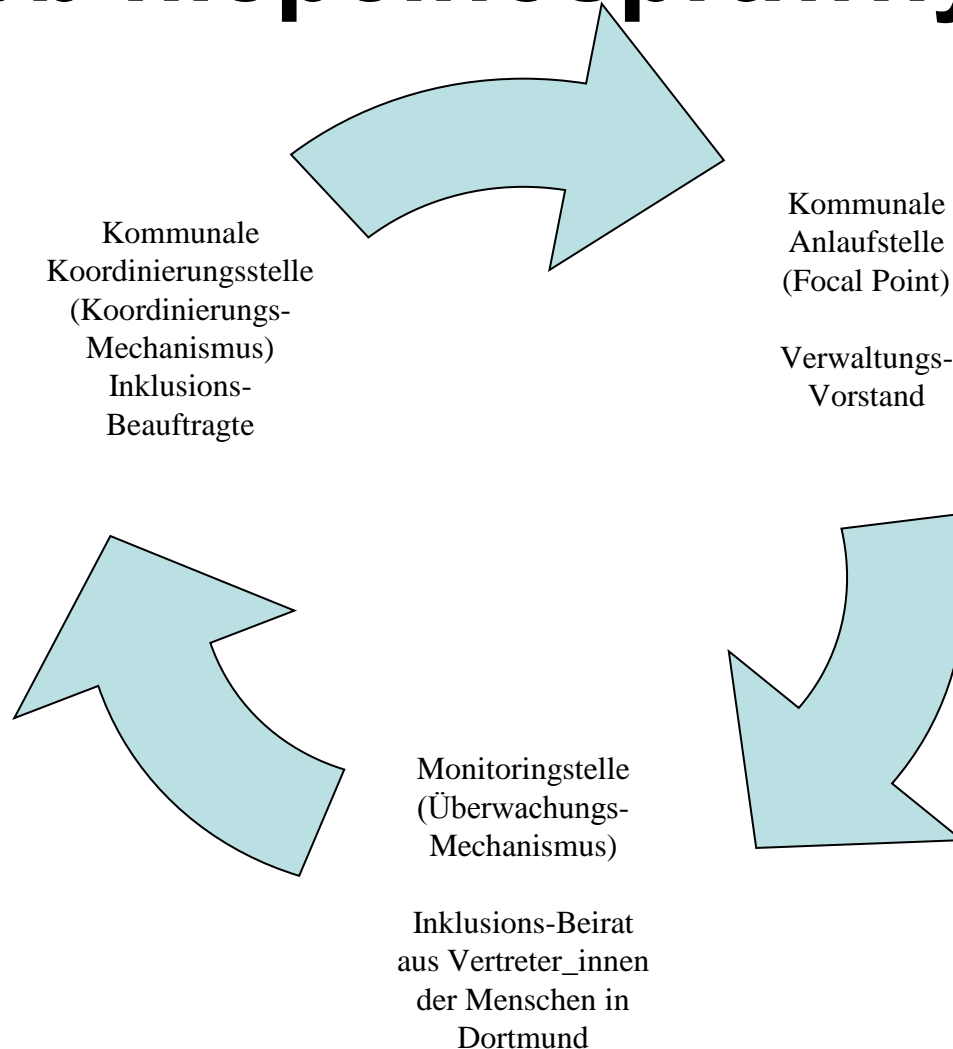 Kommunale
Koordinierungsstelle
(Koordinierungs-
Mechanismus)
Inklusions-
Beauftragte
Kommunale
Anlaufstelle
(Focal Point)
Verwaltungs-
Vorstand
Monitoringstelle
(Überwachungs-
Mechanismus)
Inklusions-Beirat
aus Vertreter_innen
der Menschen in
Dortmund